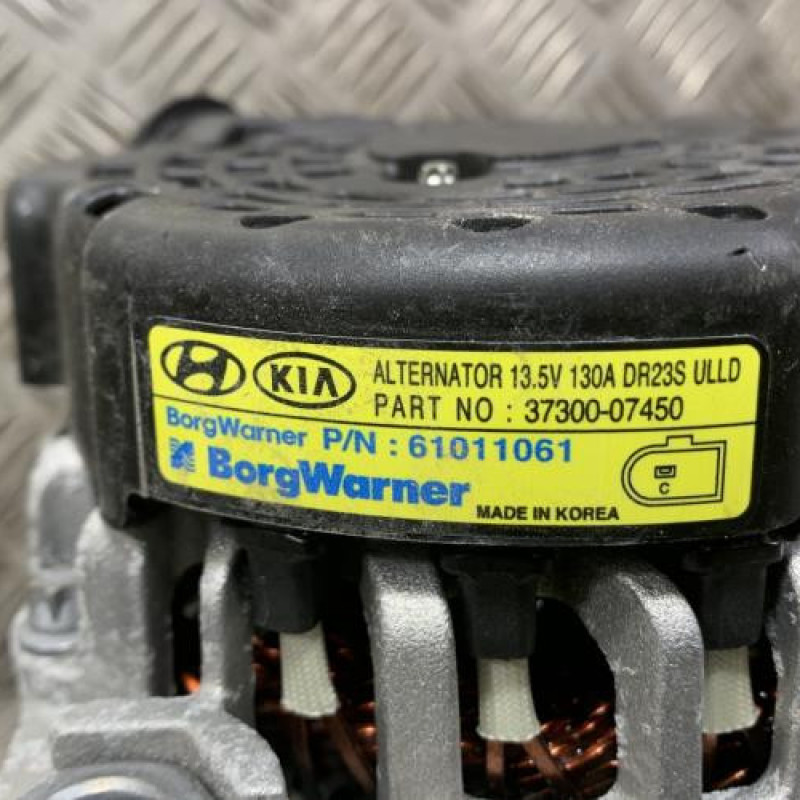 KIA ALTERNATOR 13.5V 130A DR23S ULLD
PART NO : 37300-07450
BorgWarner P/N : 61011061
BorgWarner
C
MADE IN KOREA